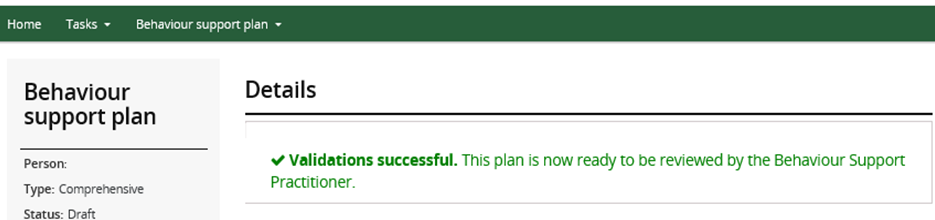 Home Tasks Behaviour support plan
Behaviour
support plan
Person:
Type: Comprehensive
Status: Draft
Details
Validations successful. This plan is now ready to be reviewed by the Behaviour Support
Practitioner.